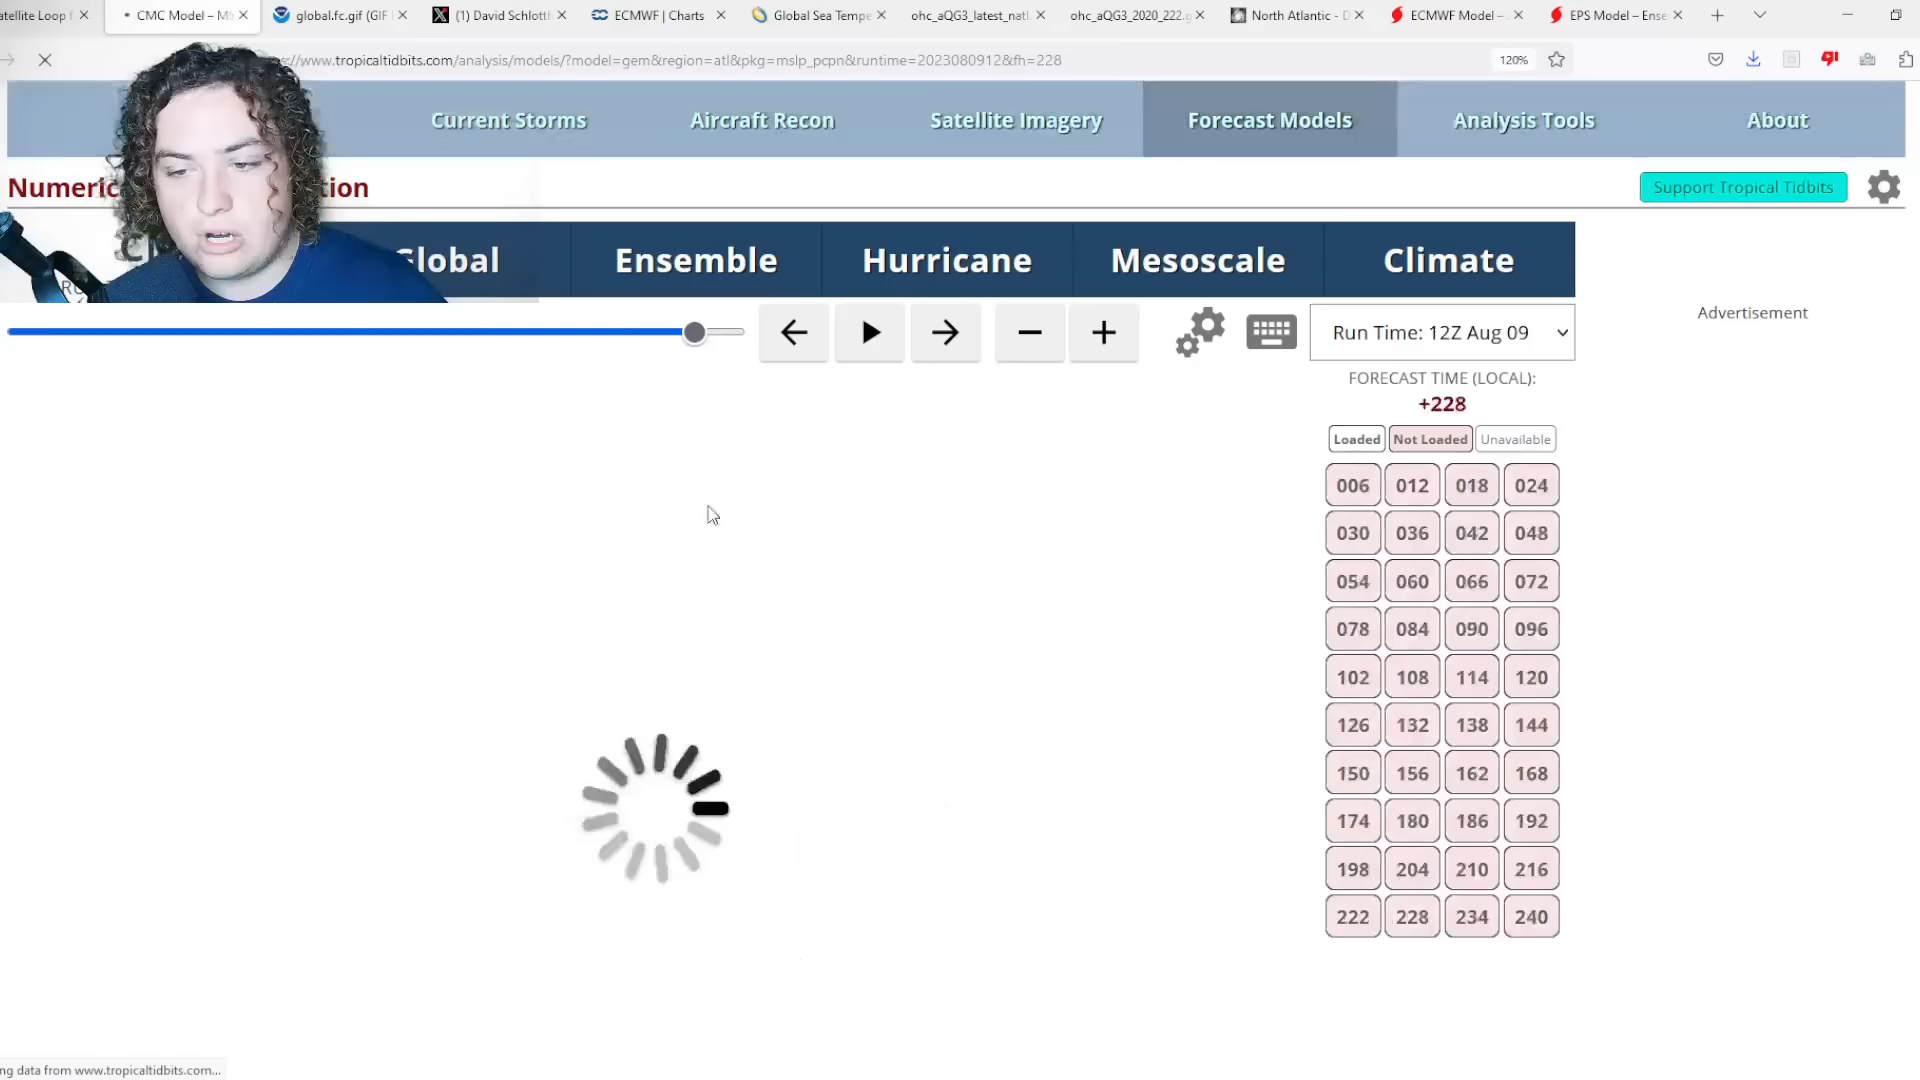 atellite Loop
CMC Model – MS
global.fc.gif (GIF
(1) David Schlott
ECMWF | Charts
Global Sea Tempe
ohc_aQG3_latest_natl
ohc_aQG3_2020_222.g
North Atlantic - D
ECMWF Model –
EPS Model – Ense
://www.tropicaltidbits.com/analysis/models/?model=gem&region=atl&pkg=mslp_pcpn&runtime=2023080912&fh=228
120%
Current Storms
Aircraft Recon
Satellite Imagery
Forecast Models
Analysis Tools
About
Numeric
tion
Support Tropical Tidbits
Global
Ensemble
Hurricane
Mesoscale
Climate
Run Time: 12Z Aug 09
Advertisement
FORECAST TIME (LOCAL):
+228
Loaded Not Loaded Unavailable
006 012 018 024
030 036 042 048
054 060 066 072
078 084 090 096
102 108 114 120
126 132 138 144
150 156 162 168
174 180 186 192
198 204 210 216
222 228 234 240
ng data from www.tropicaltidbits.com...